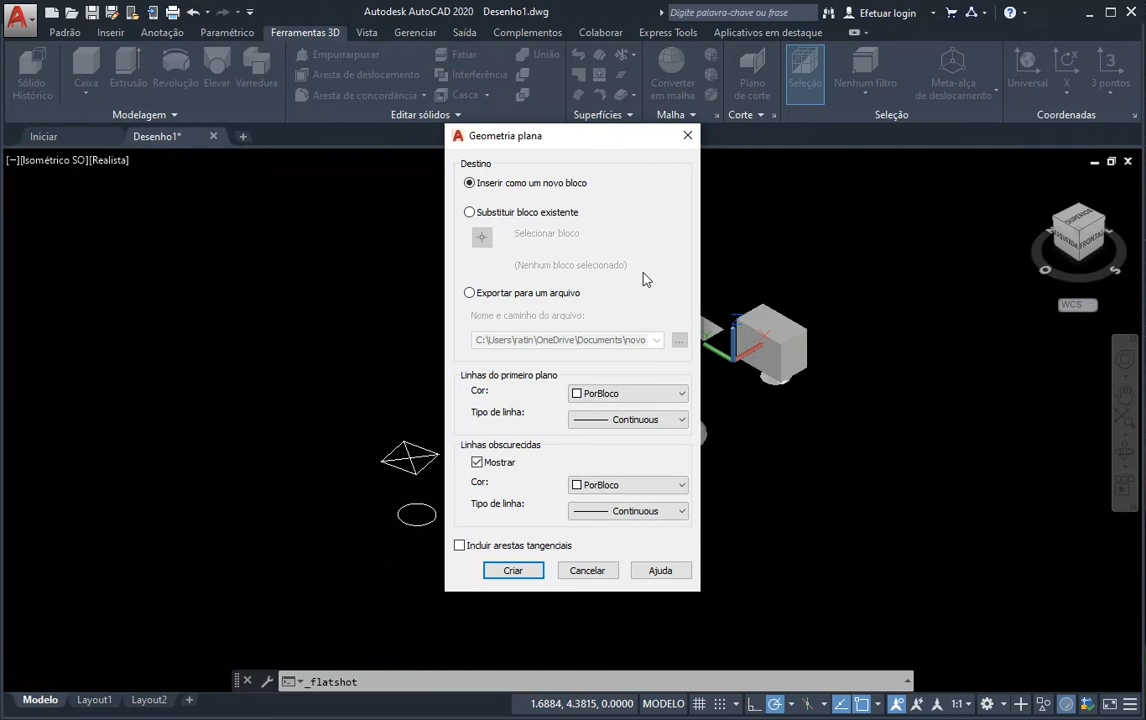 Autodesk AutoCAD 2020 Desenho1.dwg
Digite palavra-chave ou frase
Efetuar login
Padrão Inserir Anotação Paramétrico Ferramentas 3D Vista Gerenciar Saída Complementos Colaborar Express Tools Aplicativos em destaque
Sólido Histórico
Caixa
Extrusão
Revolução
Elevar
Varredura
Empurrarpuxar
Aresta de deslocamento
Aresta de concordância
Fatiar
Interferência
Casca
União
Converter em malha
Plano de corte
Seleção
Nenhum filtro
Meta-alça de deslocamento
Universal
X
3 pontos
Modelagem
Editar sólidos
Superfícies
Malha
Corte
Seleção
Coordenadas
Iniciar
Desenho1*
[−][Isométrico SO][Realista]
Geometria plana
Destino
Inserir como um novo bloco
Substituir bloco existente
Selecionar bloco
(Nenhum bloco selecionado)
Exportar para um arquivo
Nome e caminho do arquivo:
C:\Users\ratin\OneDrive\Documents\novo
...
Linhas do primeiro plano
Cor: PorBloco
Tipo de linha: Continuous
Linhas obscurecidas
Mostrar
Cor: PorBloco
Tipo de linha: Continuous
Incluir arestas tangenciais
Criar Cancelar Ajuda
SUPERIOR
ESQUERDA
FRONTAL
O
S
WCS
Z
X
_flatshot
Modelo Layout1 Layout2
1.6884, 4.3815, 0.0000 MODELO
1:1